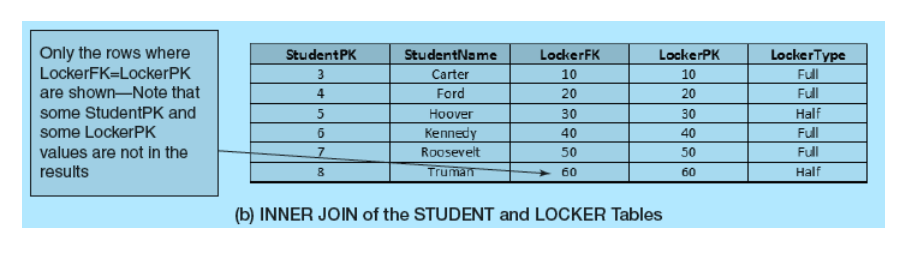 Only the rows where
LockerFK=LockerPK
are shown—Note that
some StudentPK and
some LockerPK
values are not in the
results
StudentPK StudentName LockerFK LockerPK LockerType
3 Carter 10 10 Full
4 Ford 20 20 Full
5 Hoover 30 30 Half
6 Kennedy 40 40 Full
7 Roosevelt 50 50 Full
8 Truman 60 60 Half
(b) INNER JOIN of the STUDENT and LOCKER Tables